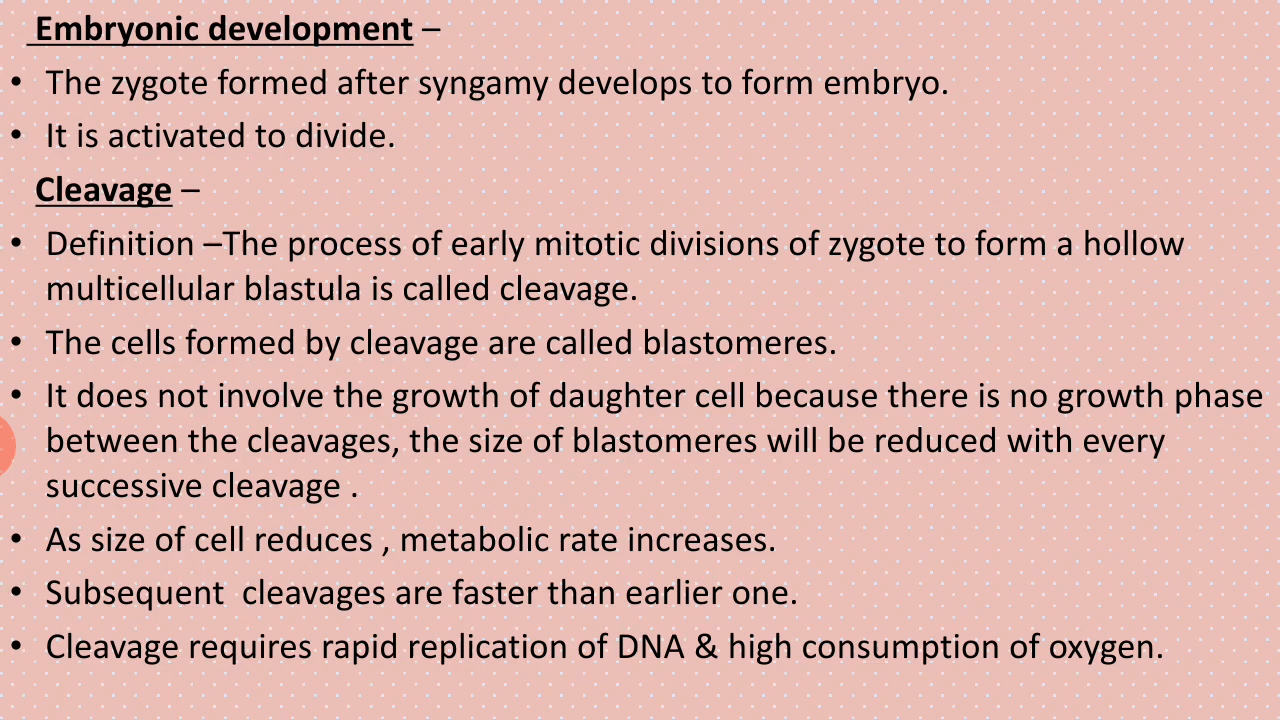 Embryonic development –
• The zygote formed after syngamy develops to form embryo.
• It is activated to divide.
Cleavage –
• Definition –The process of early mitotic divisions of zygote to form a hollow
multicellular blastula is called cleavage.
• The cells formed by cleavage are called blastomeres.
• It does not involve the growth of daughter cell because there is no growth phase
between the cleavages, the size of blastomeres will be reduced with every
successive cleavage .
• As size of cell reduces , metabolic rate increases.
• Subsequent  cleavages are faster than earlier one.
• Cleavage requires rapid replication of DNA & high consumption of oxygen.